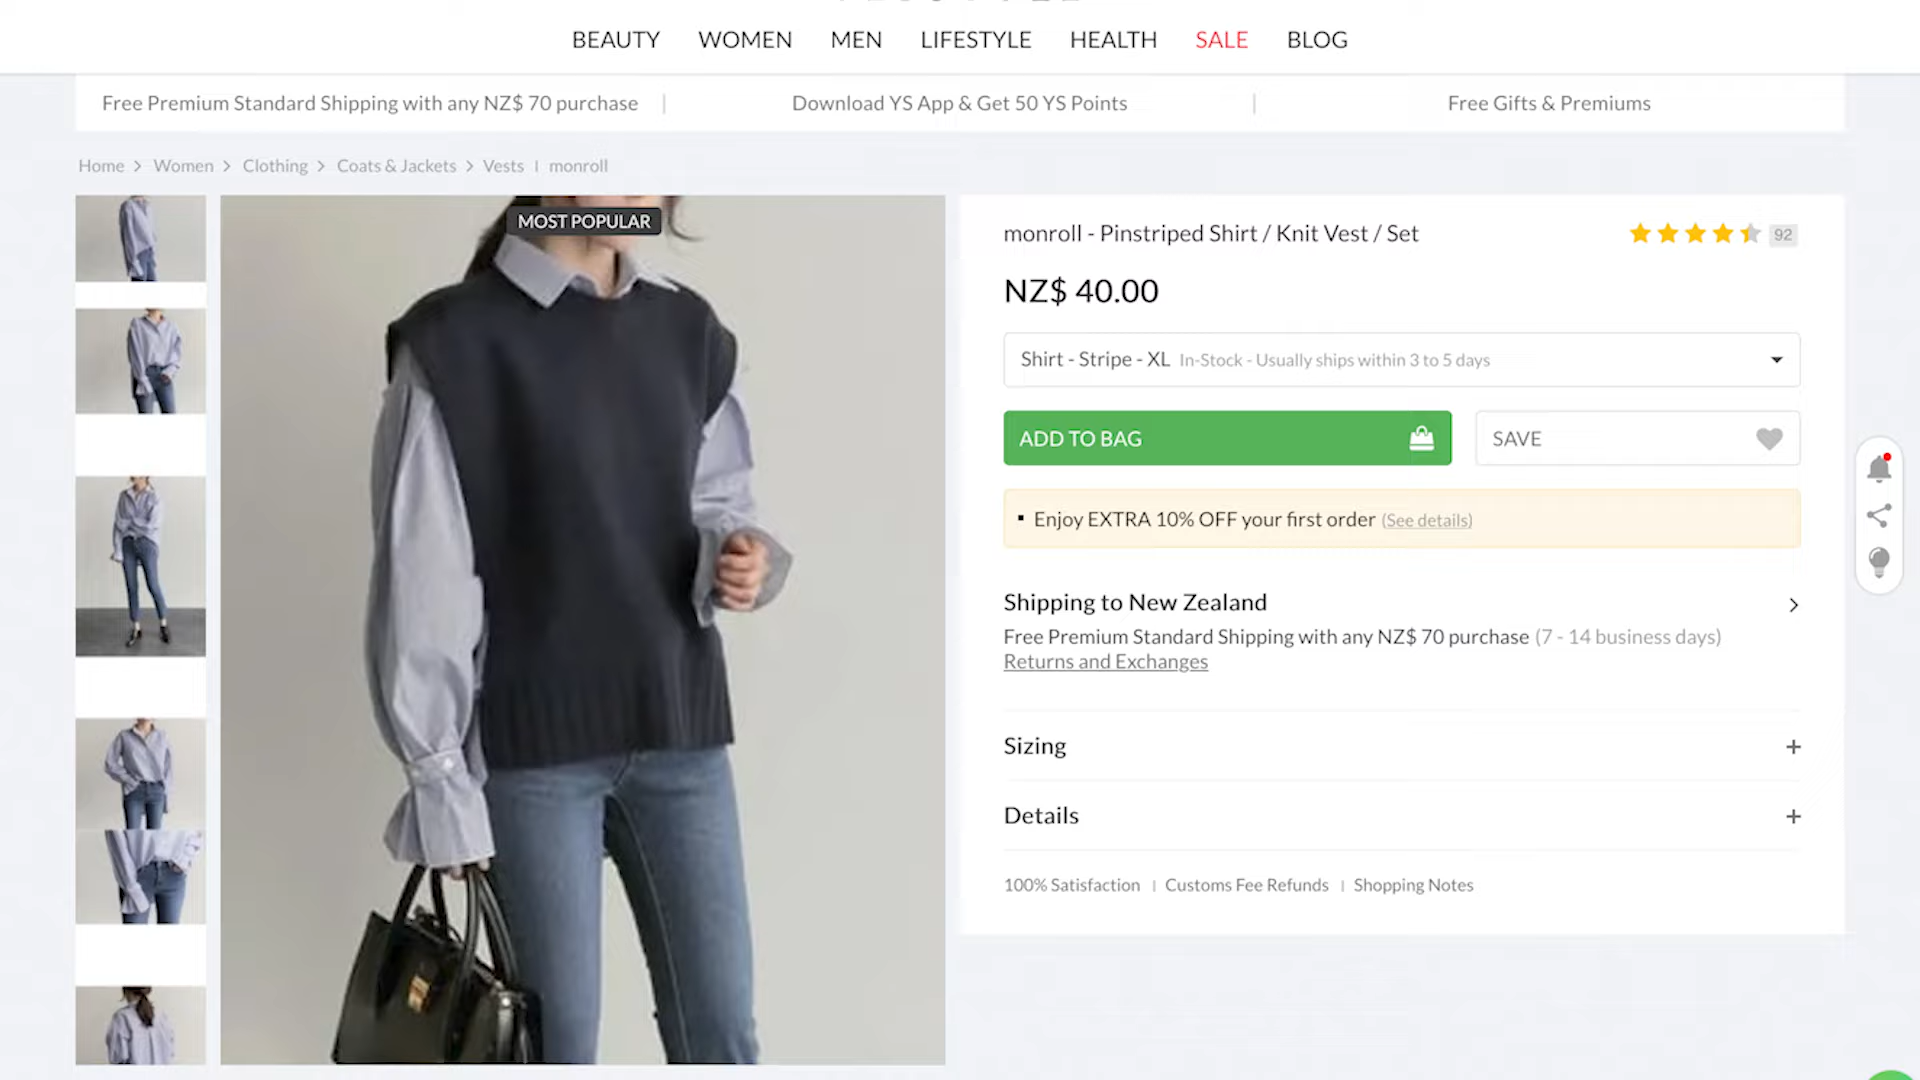 BEAUTY WOMEN MEN LIFESTYLE HEALTH SALE BLOG
Free Premium Standard Shipping with any NZ$ 70 purchase | Download YS App & Get 50 YS Points | Free Gifts & Premiums
Home > Women > Clothing > Coats & Jackets > Vests | monroll
MOST POPULAR
monroll - Pinstriped Shirt / Knit Vest / Set
92
NZ$ 40.00
Shirt - Stripe - XL In-Stock - Usually ships within 3 to 5 days
ADD TO BAG
SAVE
▪ Enjoy EXTRA 10% OFF your first order (See details)
Shipping to New Zealand
Free Premium Standard Shipping with any NZ$ 70 purchase (7 - 14 business days)
Returns and Exchanges
Sizing
Details
100% Satisfaction | Customs Fee Refunds | Shopping Notes